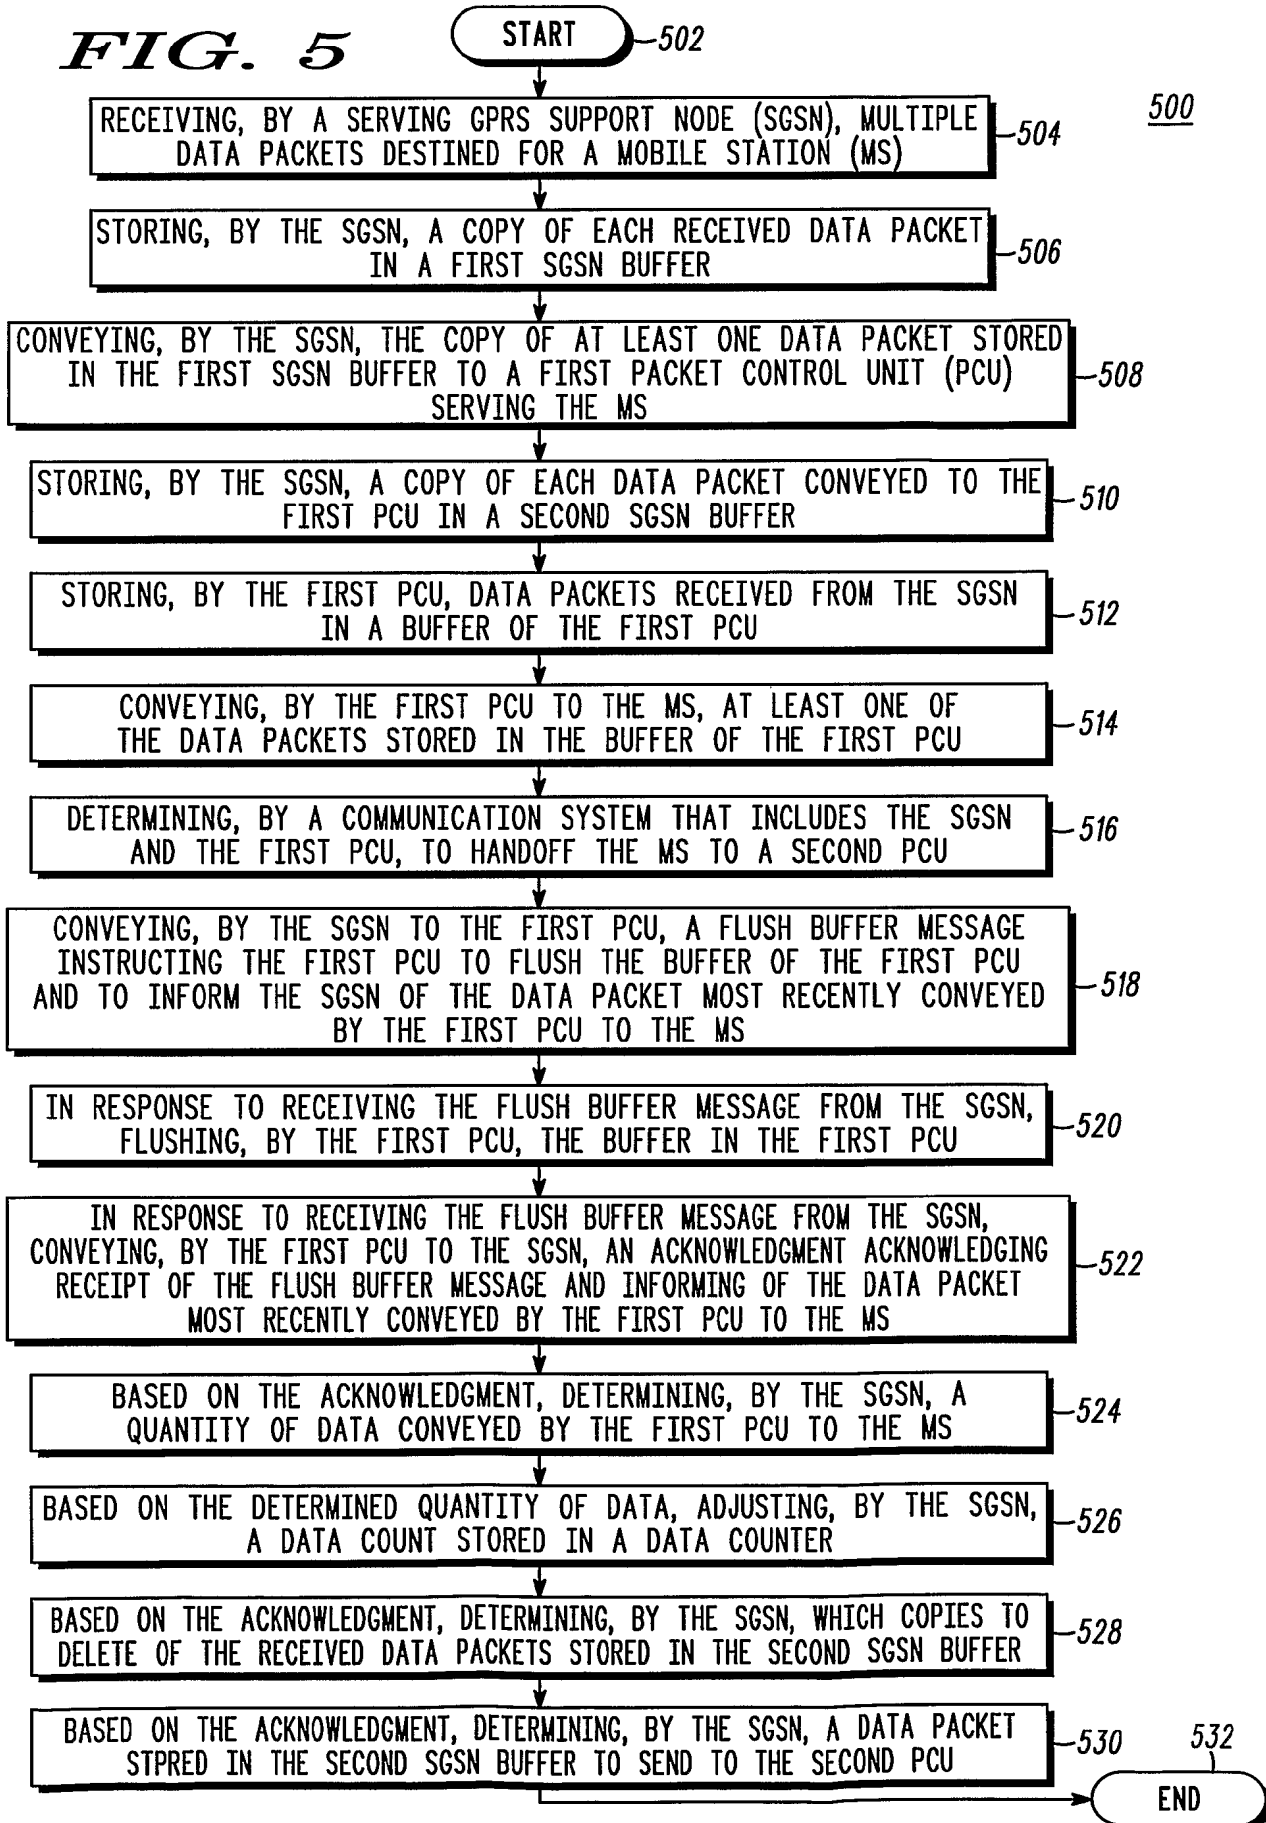 FIG. 5
START
502
500
RECEIVING, BY A SERVING GPRS SUPPORT NODE (SGSN), MULTIPLE
DATA PACKETS DESTINED FOR A MOBILE STATION (MS)
504
STORING, BY THE SGSN, A COPY OF EACH RECEIVED DATA PACKET
IN A FIRST SGSN BUFFER
506
CONVEYING, BY THE SGSN, THE COPY OF AT LEAST ONE DATA PACKET STORED
IN THE FIRST SGSN BUFFER TO A FIRST PACKET CONTROL UNIT (PCU)
SERVING THE MS
508
STORING, BY THE SGSN, A COPY OF EACH DATA PACKET CONVEYED TO THE
FIRST PCU IN A SECOND SGSN BUFFER
510
STORING, BY THE FIRST PCU, DATA PACKETS RECEIVED FROM THE SGSN
IN A BUFFER OF THE FIRST PCU
512
CONVEYING, BY THE FIRST PCU TO THE MS, AT LEAST ONE OF
THE DATA PACKETS STORED IN THE BUFFER OF THE FIRST PCU
514
DETERMINING, BY A COMMUNICATION SYSTEM THAT INCLUDES THE SGSN
AND THE FIRST PCU, TO HANDOFF THE MS TO A SECOND PCU
516
CONVEYING, BY THE SGSN TO THE FIRST PCU, A FLUSH BUFFER MESSAGE
INSTRUCTING THE FIRST PCU TO FLUSH THE BUFFER OF THE FIRST PCU
AND TO INFORM THE SGSN OF THE DATA PACKET MOST RECENTLY CONVEYED
BY THE FIRST PCU TO THE MS
518
IN RESPONSE TO RECEIVING THE FLUSH BUFFER MESSAGE FROM THE SGSN,
FLUSHING, BY THE FIRST PCU, THE BUFFER IN THE FIRST PCU
520
IN RESPONSE TO RECEIVING THE FLUSH BUFFER MESSAGE FROM THE SGSN,
CONVEYING, BY THE FIRST PCU TO THE SGSN, AN ACKNOWLEDGMENT ACKNOWLEDGING
RECEIPT OF THE FLUSH BUFFER MESSAGE AND INFORMING OF THE DATA PACKET
MOST RECENTLY CONVEYED BY THE FIRST PCU TO THE MS
522
BASED ON THE ACKNOWLEDGMENT, DETERMINING, BY THE SGSN, A
QUANTITY OF DATA CONVEYED BY THE FIRST PCU TO THE MS
524
BASED ON THE DETERMINED QUANTITY OF DATA, ADJUSTING, BY THE SGSN,
A DATA COUNT STORED IN A DATA COUNTER
526
BASED ON THE ACKNOWLEDGMENT, DETERMINING, BY THE SGSN, WHICH COPIES TO
DELETE OF THE RECEIVED DATA PACKETS STORED IN THE SECOND SGSN BUFFER
528
BASED ON THE ACKNOWLEDGMENT, DETERMINING, BY THE SGSN, A DATA PACKET
STPRED IN THE SECOND SGSN BUFFER TO SEND TO THE SECOND PCU
530
532
END